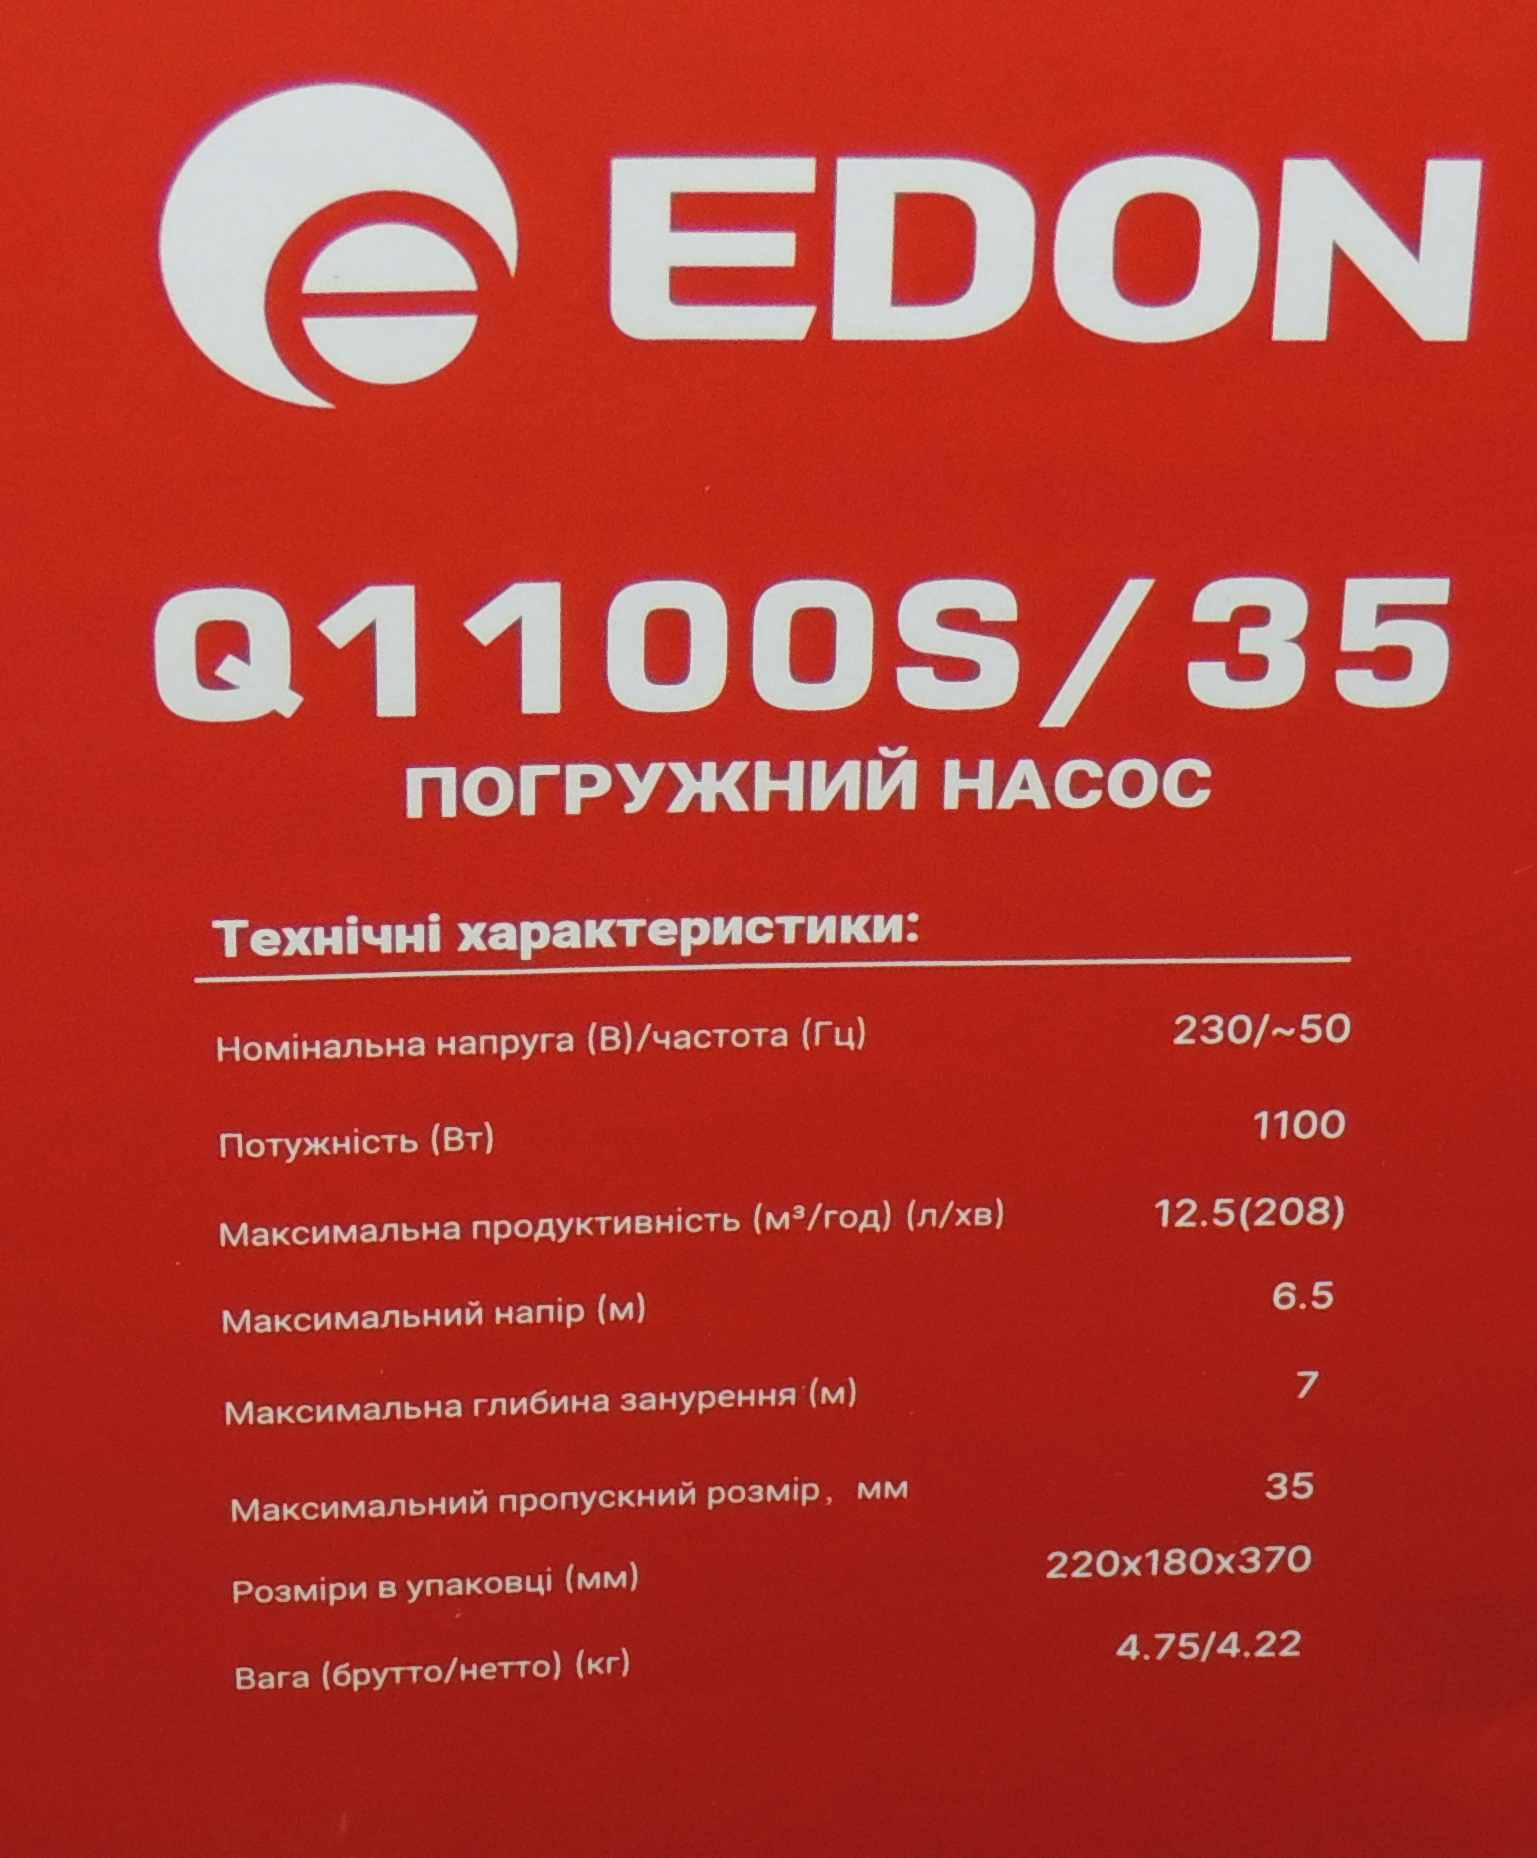 EDON
Q1100S/35
ПОГРУЖНИЙ НАСОС
Технічні характеристики:
Номінальна напруга (В)/частота (Гц) 230/~50
Потужність (Вт) 1100
Максимальна продуктивність (м³/год) (л/хв) 12.5(208)
Максимальний напір (м) 6.5
Максимальна глибина занурення (м) 7
Максимальний пропускний розмір, мм 35
Розміри в упаковці (мм) 220x180x370
Вага (брутто/нетто) (кг) 4.75/4.22